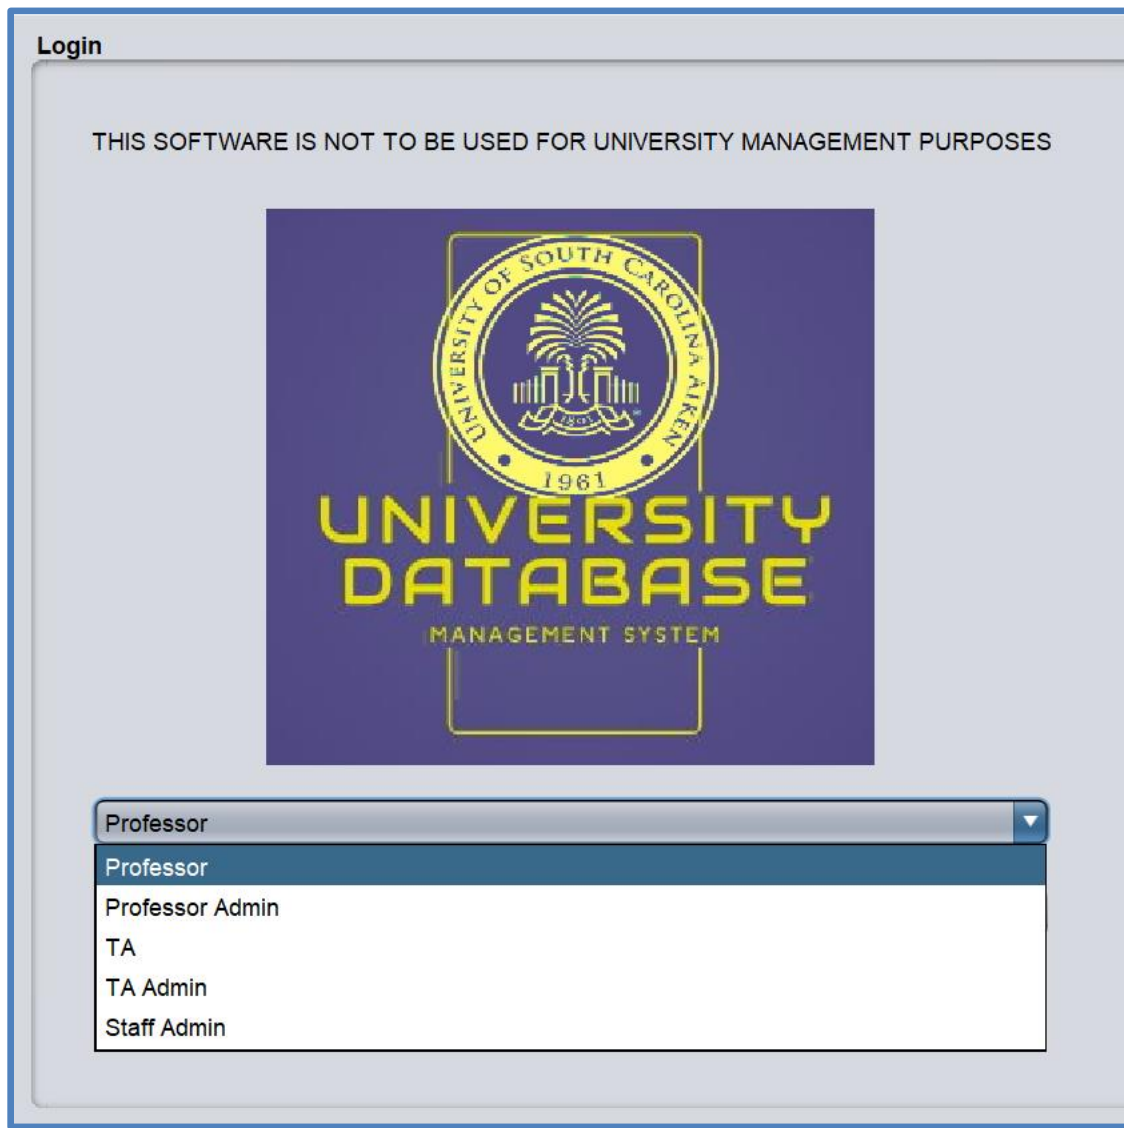 Login
THIS SOFTWARE IS NOT TO BE USED FOR UNIVERSITY MANAGEMENT PURPOSES
UNIVERSITY OF SOUTH CAROLINA AIKEN
1801
1961
UNIVERSITY
DATABASE
MANAGEMENT SYSTEM
Professor
Professor
Professor Admin
TA
TA Admin
Staff Admin